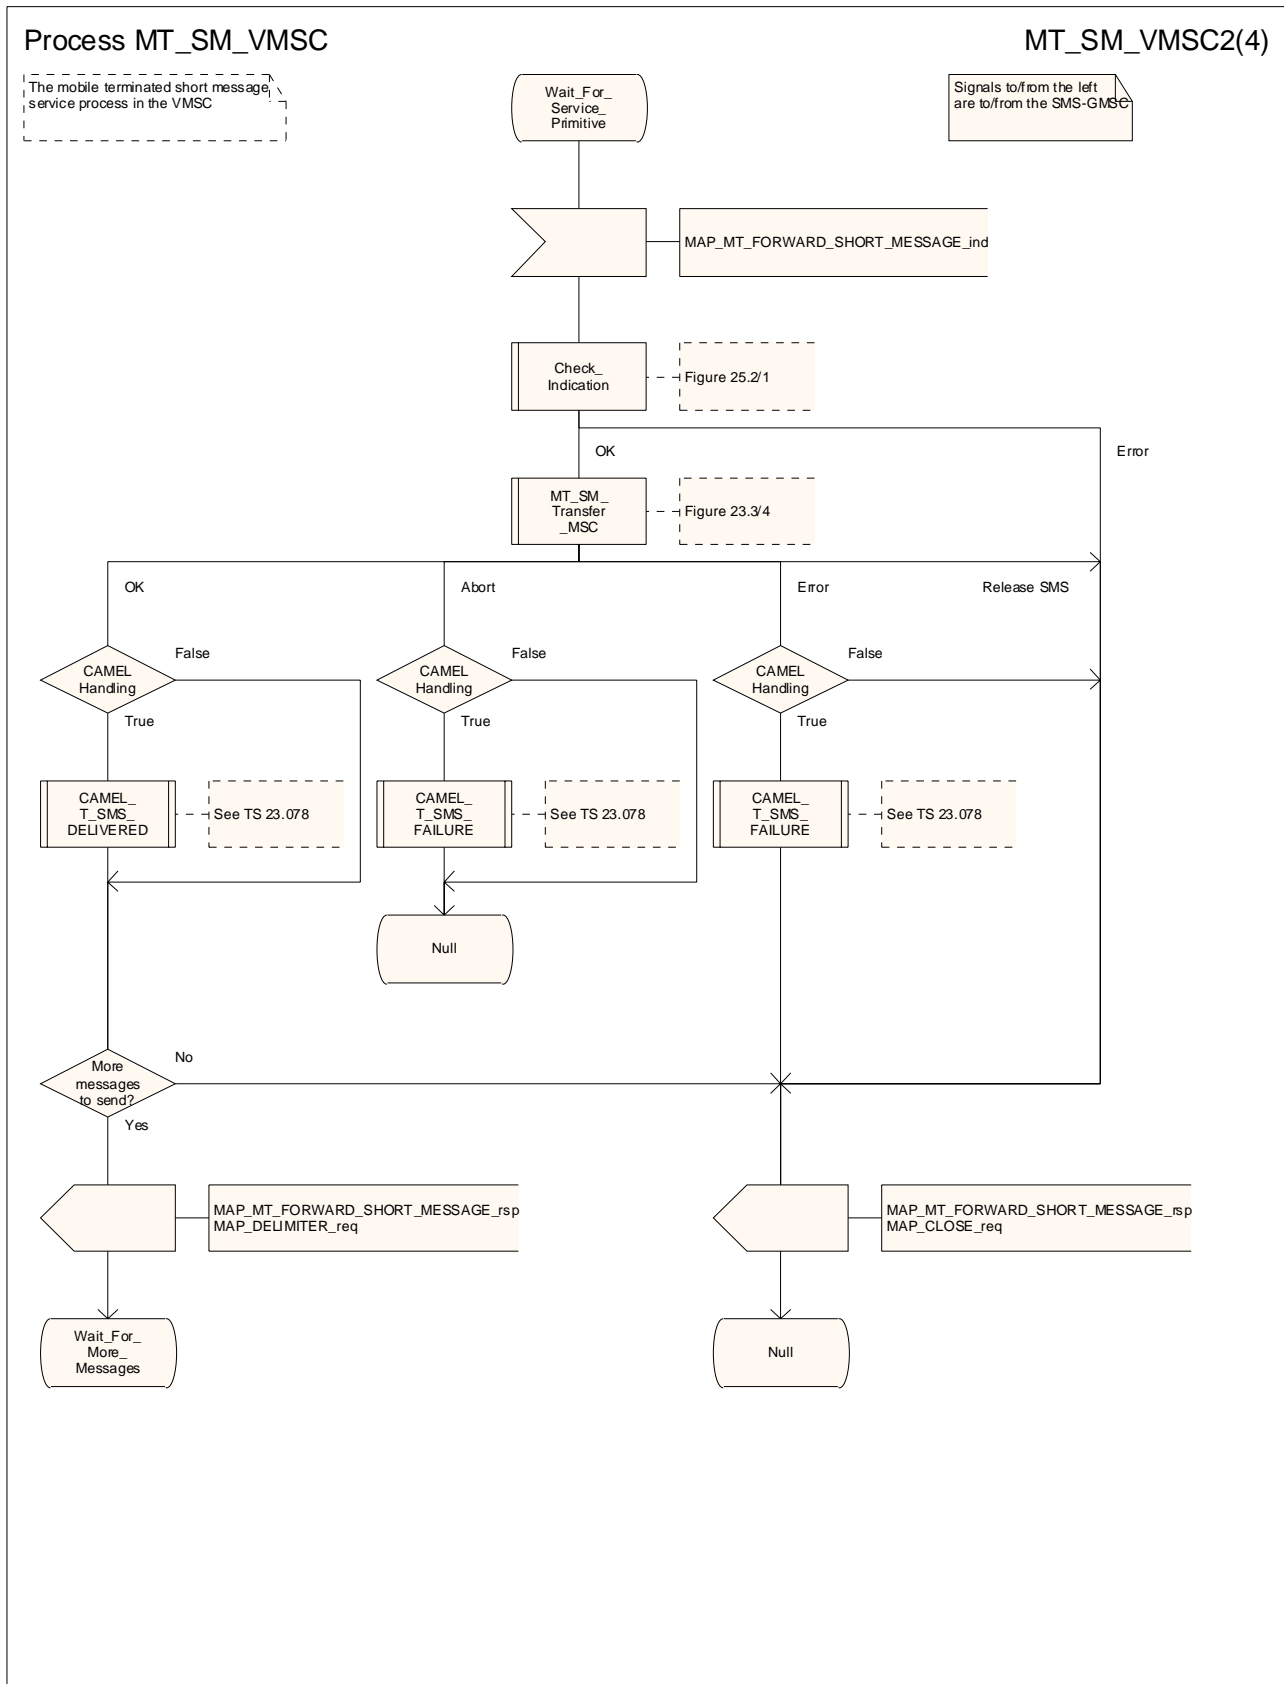 Process MT_SM_VMSC
MT_SM_VMSC2(4)
The mobile terminated short message
service process in the VMSC
Wait_For_
Service_
Primitive
Signals to/from the left
are to/from the SMS-GMSC
MAP_MT_FORWARD_SHORT_MESSAGE_ind
Check_
Indication
Figure 25.2/1
OK
Error
MT_SM_
Transfer
_MSC
Figure 23.3/4
OK
Abort
Error
Release SMS
CAMEL
Handling
False
True
CAMEL
Handling
False
True
CAMEL
Handling
False
True
CAMEL_
T_SMS_
DELIVERED
See TS 23.078
CAMEL_
T_SMS_
FAILURE
See TS 23.078
CAMEL_
T_SMS_
FAILURE
See TS 23.078
Null
More
messages
to send?
No
Yes
MAP_MT_FORWARD_SHORT_MESSAGE_rsp
MAP_DELIMITER_req
MAP_MT_FORWARD_SHORT_MESSAGE_rsp
MAP_CLOSE_req
Wait_For_
More_
Messages
Null